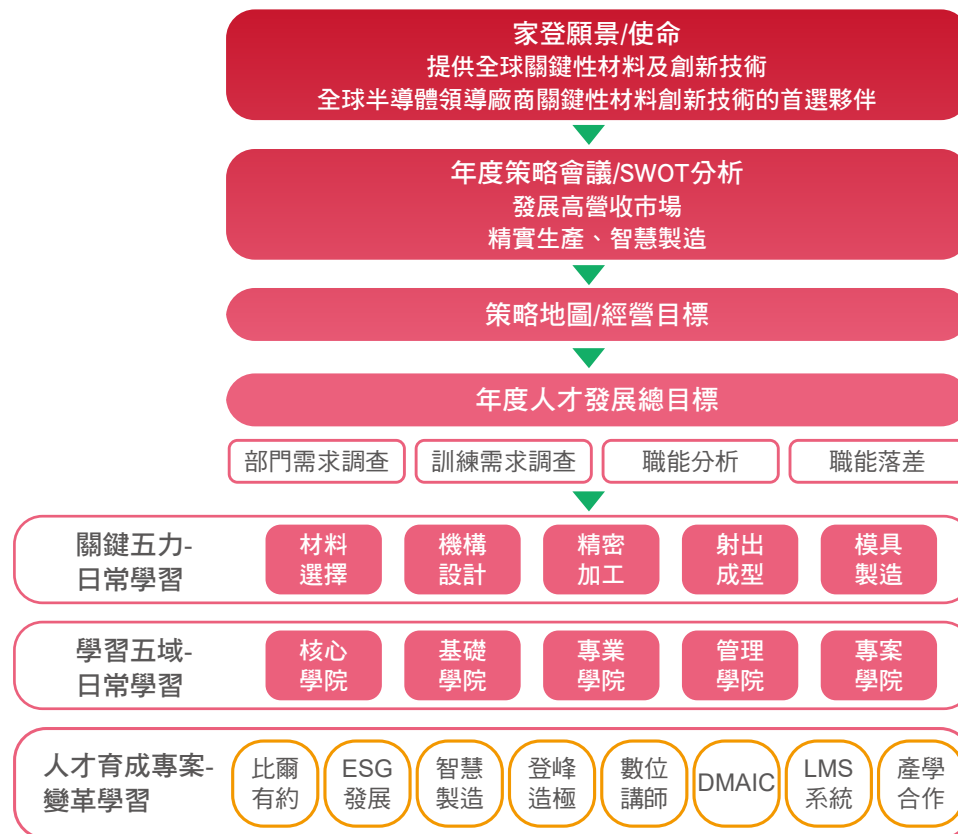 家登願景/使命
提供全球關鍵性材料及創新技術
全球半導體領導廠商關鍵性材料創新技術的首選夥伴
年度策略會議/SWOT分析
發展高營收市場
精實生產、智慧製造
策略地圖/經營目標
年度人才發展總目標
部門需求調查
訓練需求調查
職能分析
職能落差
關鍵五力-
日常學習
材料
選擇
機構
設計
精密
加工
射出
成型
模具
製造
學習五域-
日常學習
核心
學院
基礎
學院
專業
學院
管理
學院
專案
學院
人才育成專案-
變革學習
比爾
有約
ESG
發展
智慧
製造
登峰
造極
數位
講師
DMAIC
LMS
系統
產學
合作